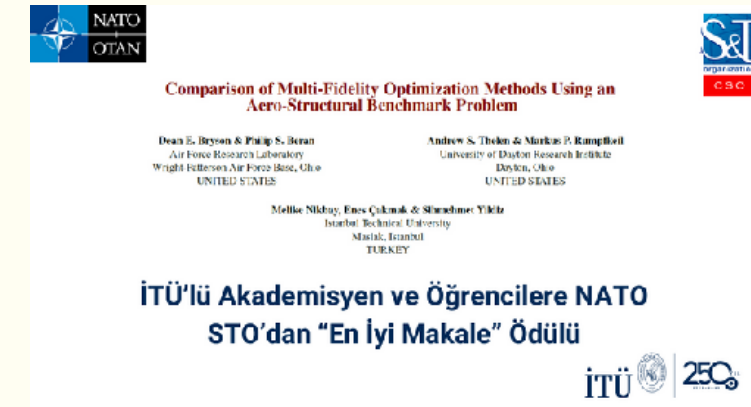 NATO
OTAN
S&T
organization
CSO
Comparison of Multi-Fidelity Optimization Methods Using an
Aero-Structural Benchmark Problem
Dean E. Bryson & Philip S. Beran
Air Force Research Laboratory
Wright-Patterson Air Force Base, Ohio
UNITED STATES
Andrew S. Thelen & Markus P. Rumpfkeil
University of Dayton Research Institute
Dayton, Ohio
UNITED STATES
Melike Nikbay, Enes Çakmak & Yildiz
Istanbul Technical University
Maslak, Istanbul
TURKEY
İTÜ'lü Akademisyen ve Öğrencilere NATO
STO'dan “En İyi Makale” Ödülü
İTÜ
250